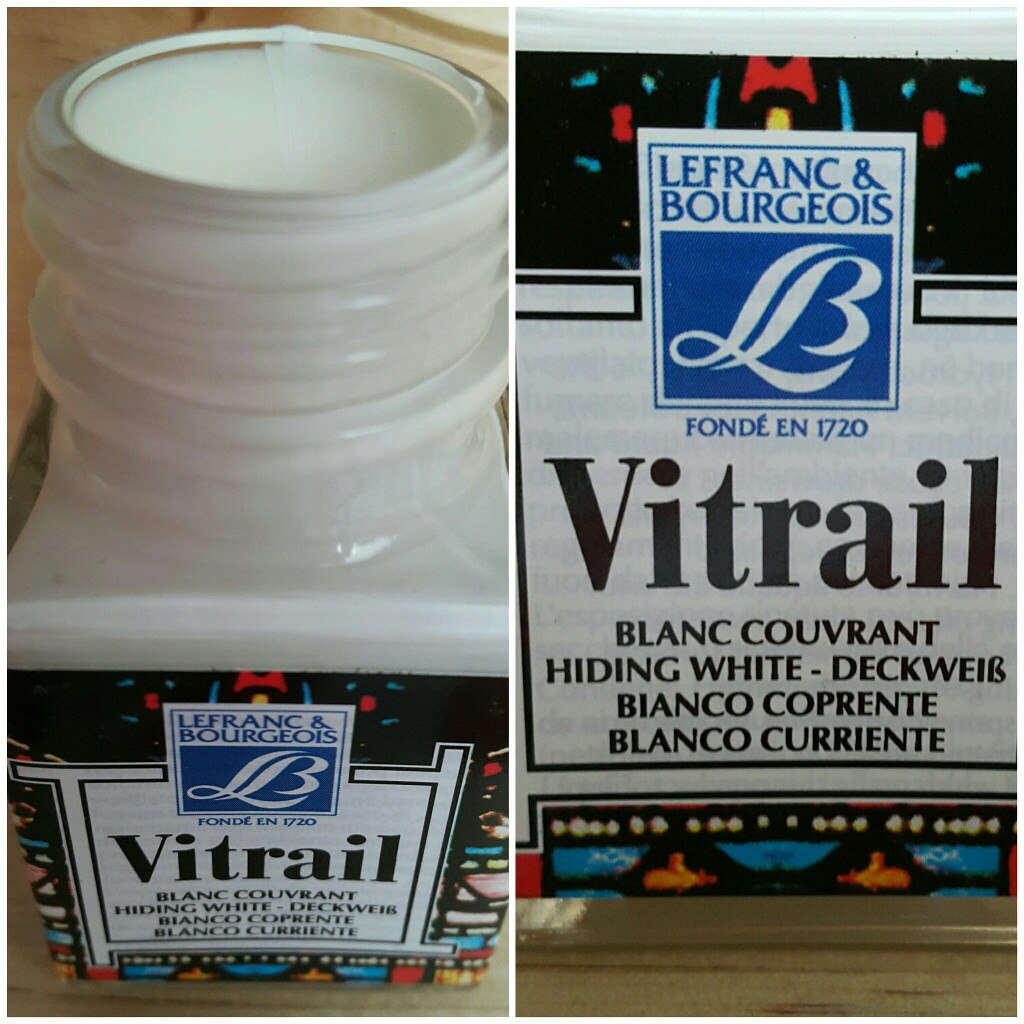 LEFRANC &
BOURGEOIS
LB
FONDÉ EN 1720
Vitrail
BLANC COUVRANT
HIDING WHITE - DECKWEIß
BIANCO COPRENTE
BLANCO CURRIENTE
LEFRANC &
BOURGEOIS
LB
FONDÉ EN 1720
Vitrail
BLANC COUVRANT
HIDING WHITE - DECKWEIß
BIANCO COPRENTE
BLANCO CURRIENTE